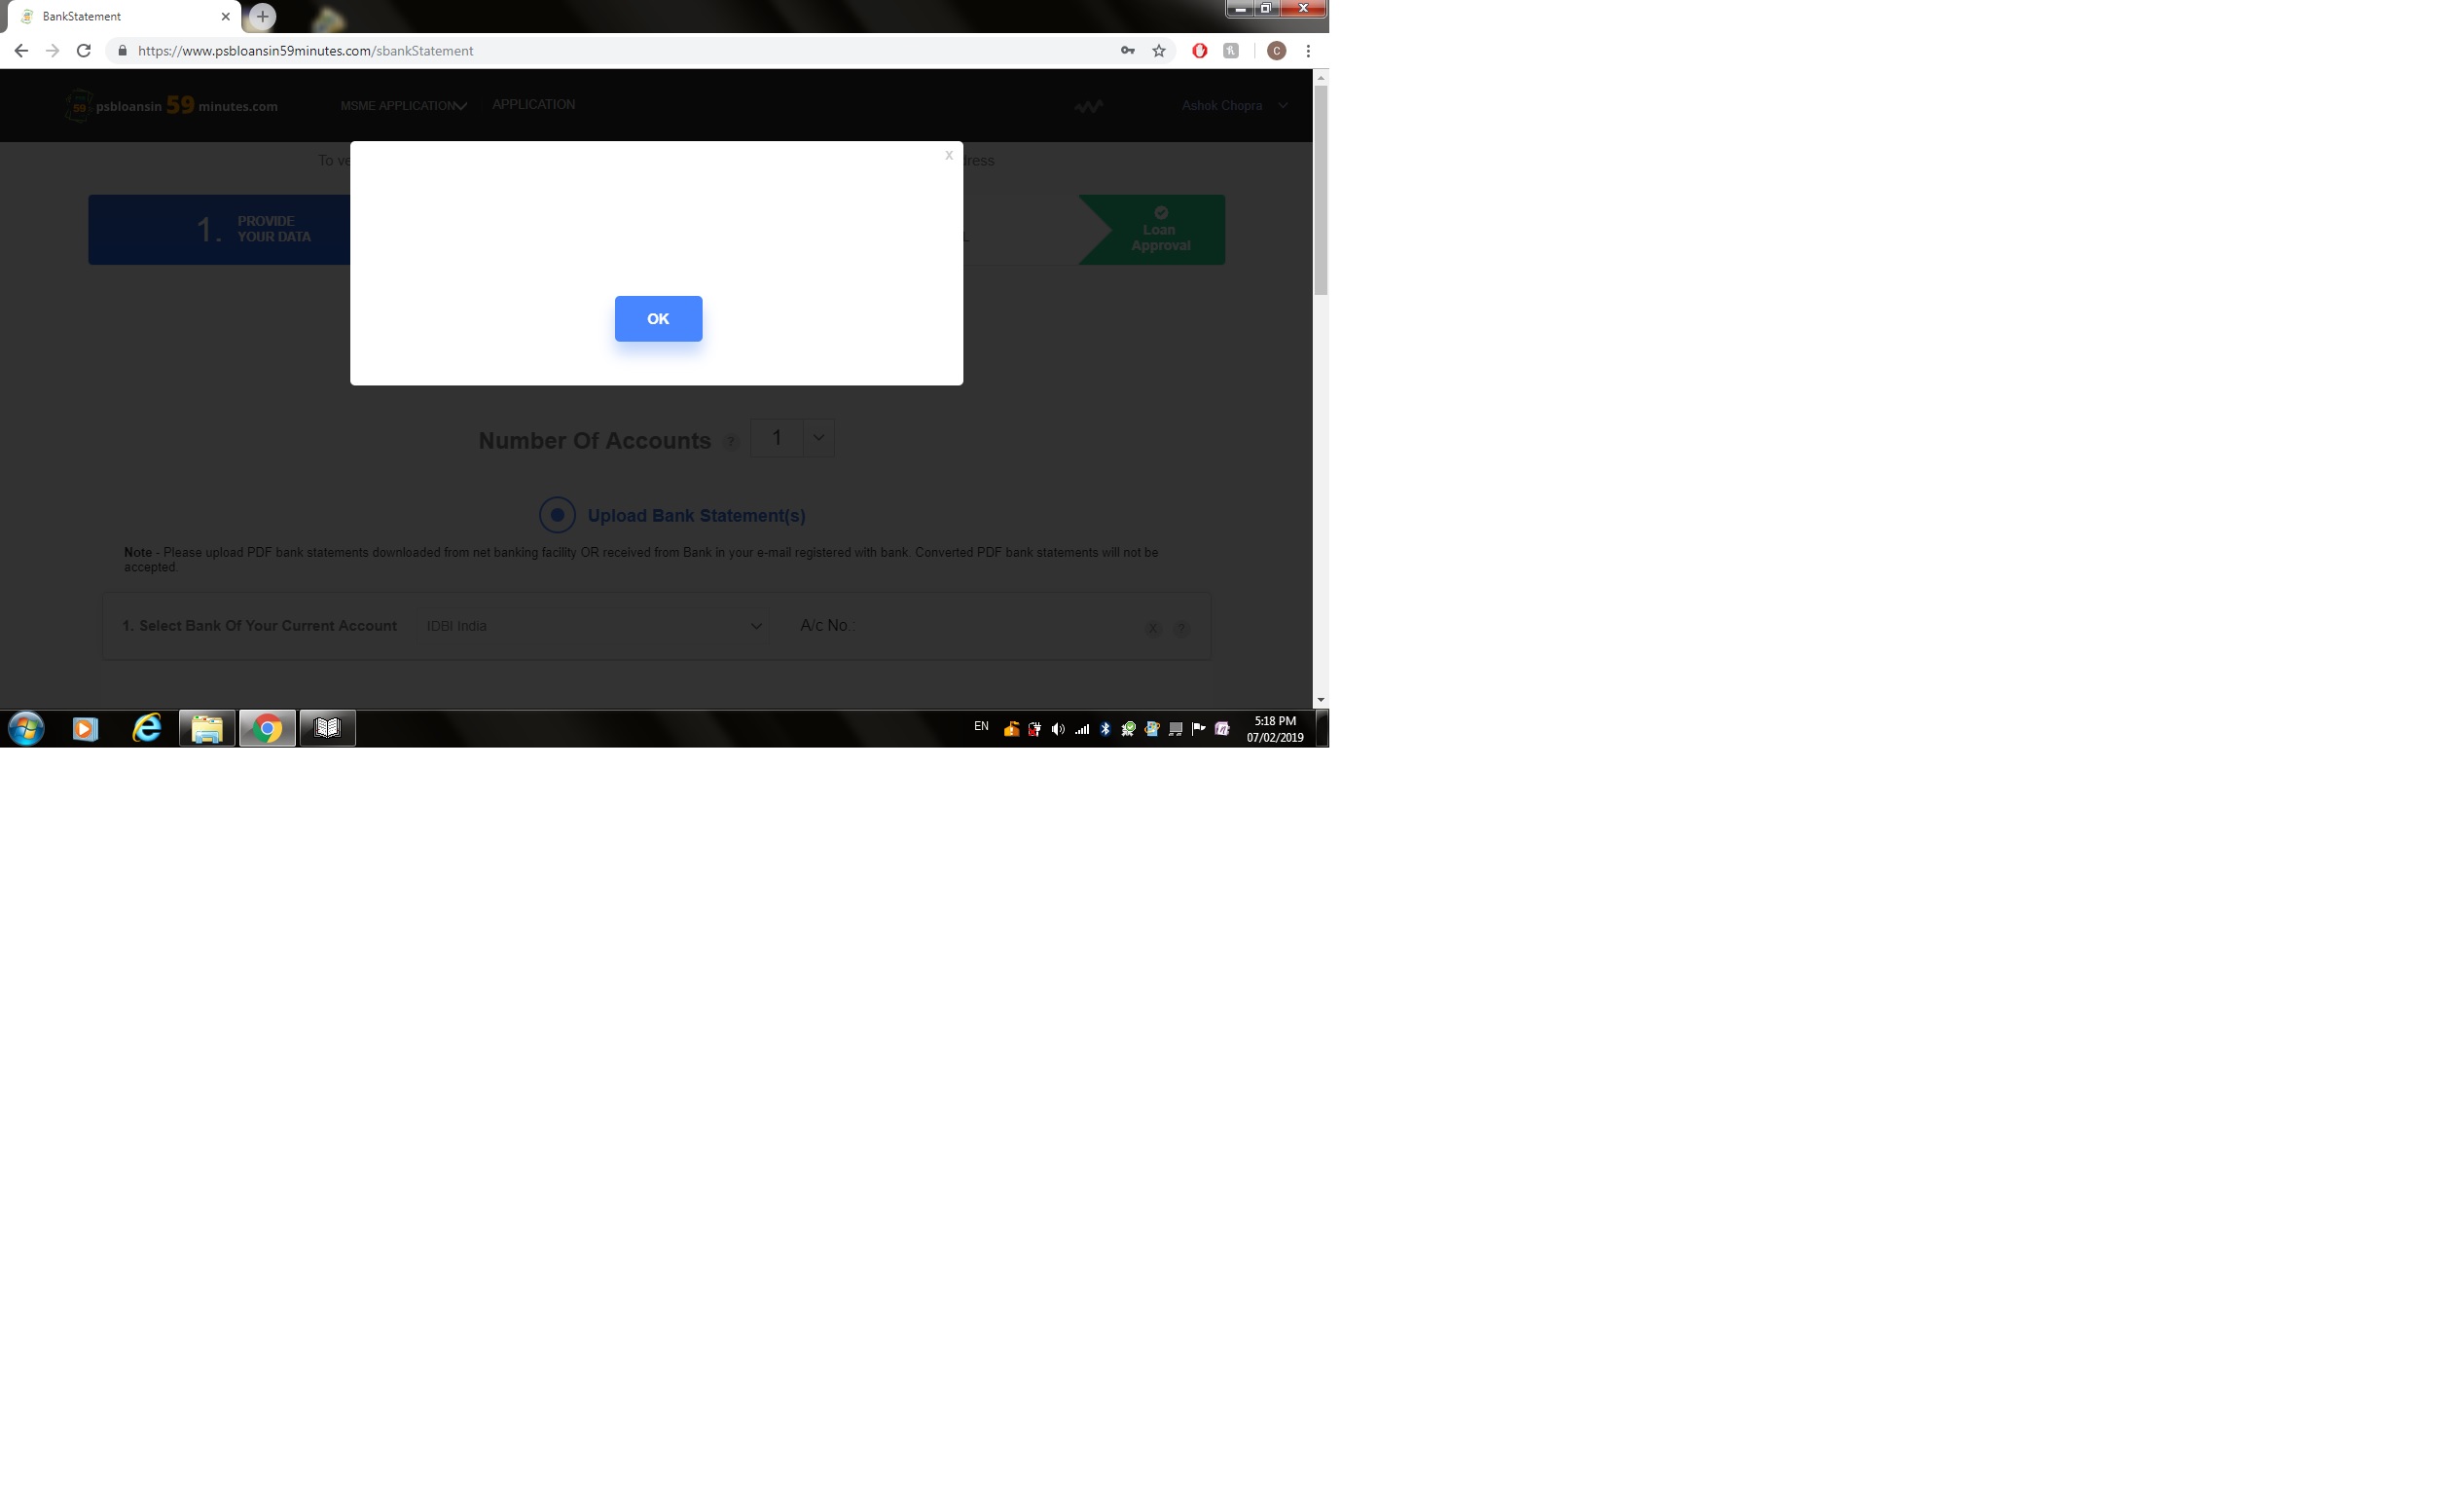 BankStatement
https://www.psbloansin59minutes.com/sbankStatement
C
59 psbloansin 59 minutes.com
MSME APPLICATION
APPLICATION
Ashok Chopra
To ve
ress
X
1. PROVIDE
YOUR DATA
Loan
Approval
OK
Number Of Accounts ? 1
Upload Bank Statement(s)
Note - Please upload PDF bank statements downloaded from net banking facility OR received from Bank in your e-mail registered with bank. Converted PDF bank statements will not be
accepted.
1. Select Bank Of Your Current Account IDBI India A/c No.: X ?
EN
5:18 PM
07/02/2019